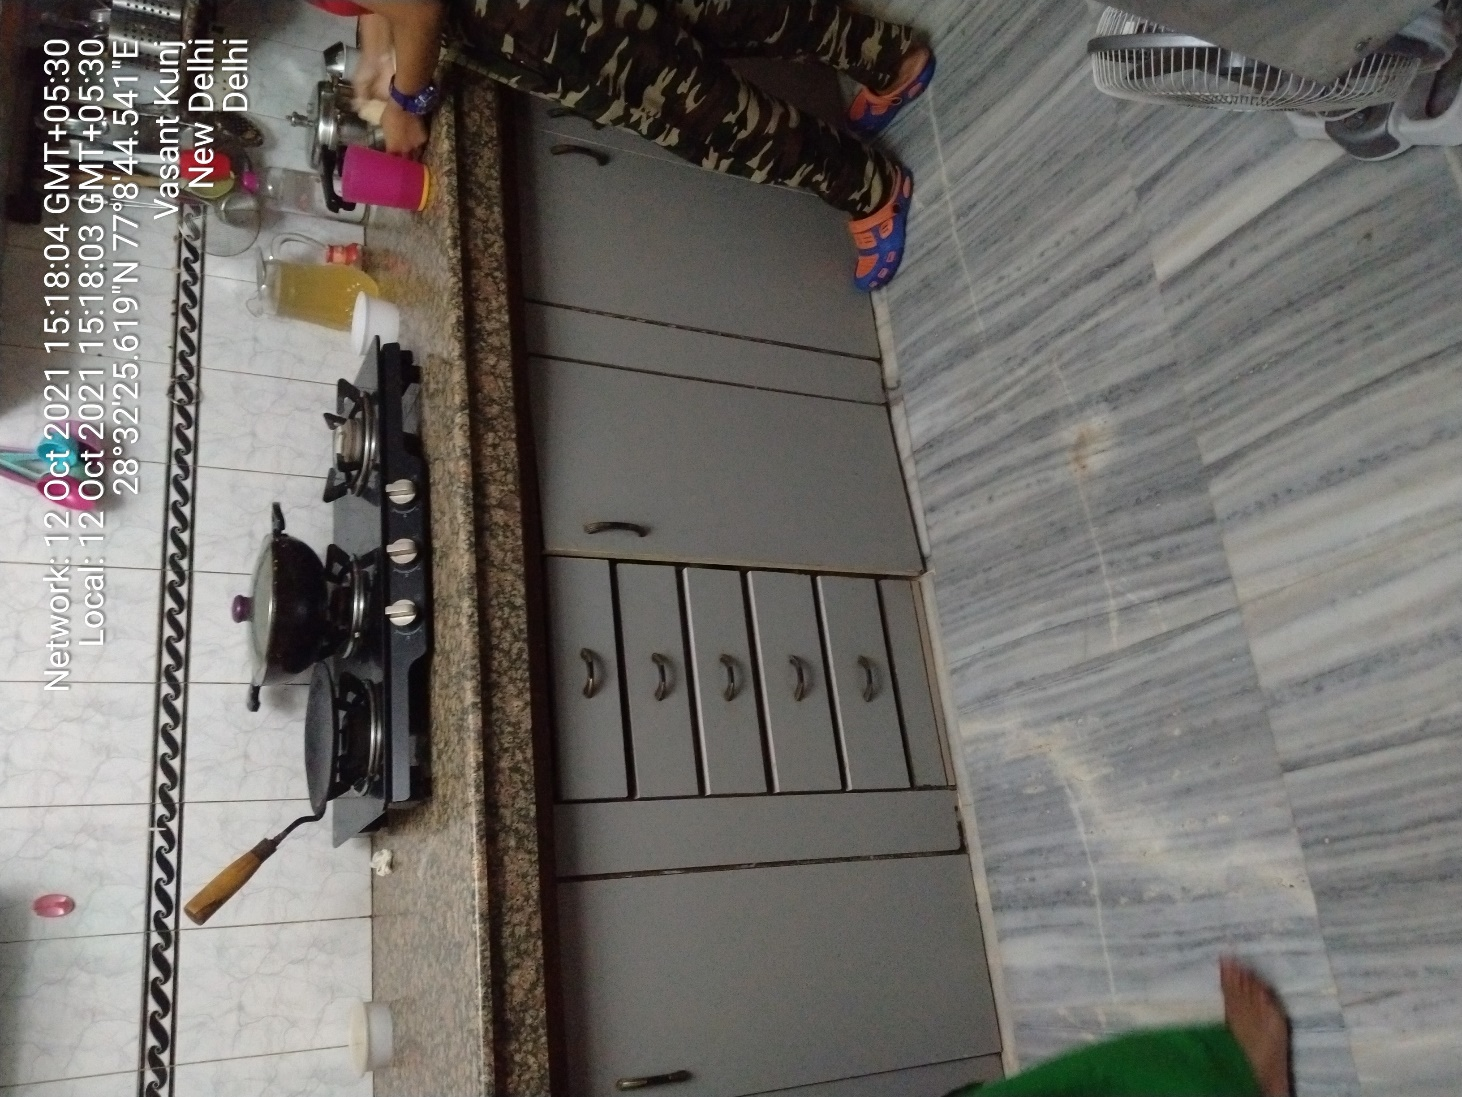 Network: 12 Oct 2021 15:18:04 GMT+05:30
Local: 12 Oct 2021 15:18:03 GMT+05:30
28°32'25.619"N 77°8'44.541"E
Vasant Kunj
New Delhi
Delhi